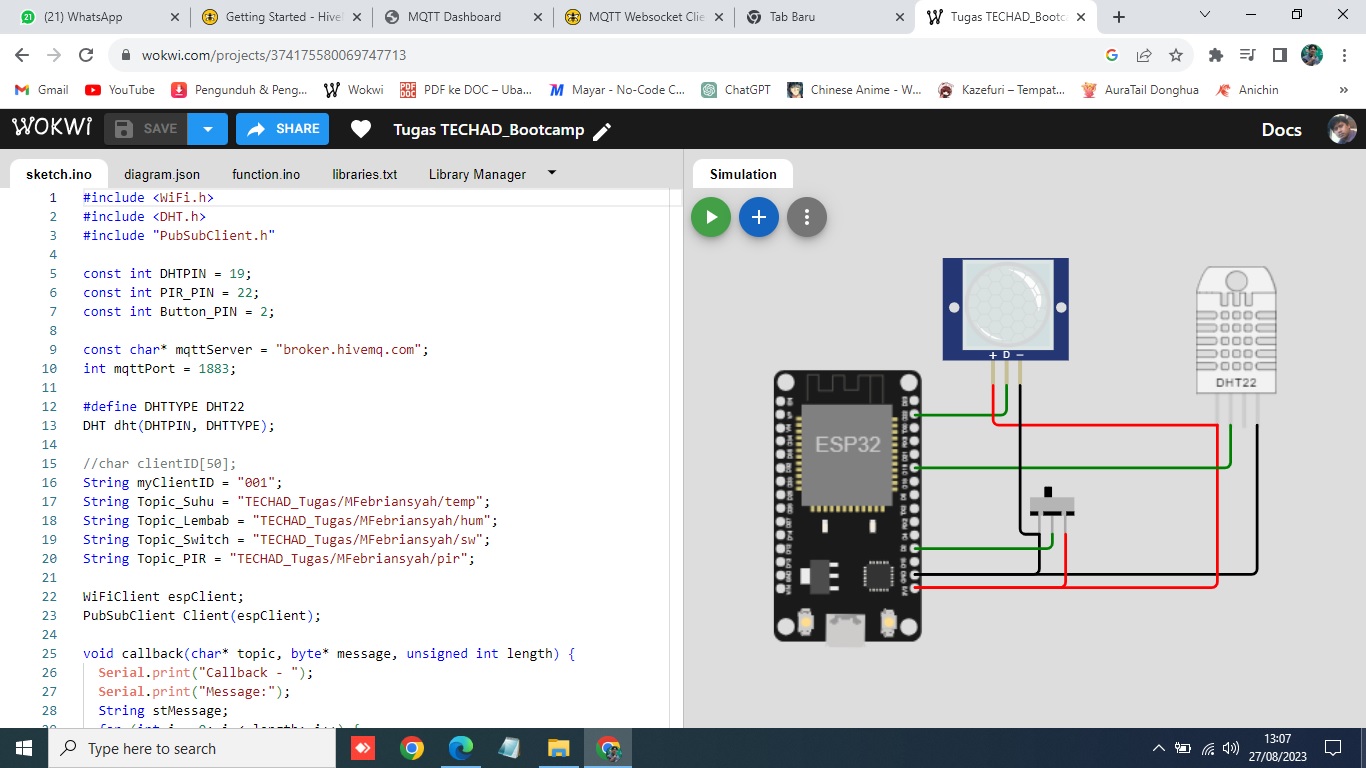 (21) WhatsApp
Getting Started - Hivel
MQTT Dashboard
MQTT Websocket Clie
Tab Baru
Tugas TECHAD_Bootc
wokwi.com/projects/374175580069747713
Gmail
YouTube
Pengunduh & Peng...
Wokwi
PDF ke DOC – Uba...
Mayar - No-Code C...
ChatGPT
Chinese Anime - W...
Kazefuri – Tempat...
AuraTail Donghua
Anichin
»
WOKWI
SAVE
SHARE
Tugas TECHAD_Bootcamp
Docs
sketch.ino
diagram.json
function.ino
libraries.txt
Library Manager
Simulation
1 #include <WiFi.h>
2 #include <DHT.h>
3 #include "PubSubClient.h"
4
5 const int DHTPIN = 19;
6 const int PIR_PIN = 22;
7 const int Button_PIN = 2;
8
9 const char* mqttServer = "broker.hivemq.com";
10 int mqttPort = 1883;
11
12 #define DHTTYPE DHT22
13 DHT dht(DHTPIN, DHTTYPE);
14
15 //char clientID[50];
16 String myClientID = "001";
17 String Topic_Suhu = "TECHAD_Tugas/MFebriansyah/temp";
18 String Topic_Lembab = "TECHAD_Tugas/MFebriansyah/hum";
19 String Topic_Switch = "TECHAD_Tugas/MFebriansyah/sw";
20 String Topic_PIR = "TECHAD_Tugas/MFebriansyah/pir";
21
22 WiFiClient espClient;
23 PubSubClient Client(espClient);
24
25 void callback(char* topic, byte* message, unsigned int length) {
26 Serial.print("Callback - ");
27 Serial.print("Message:");
28 String stMessage;
+ D −
DHT22
ESP32
Type here to search
13:07
27/08/2023